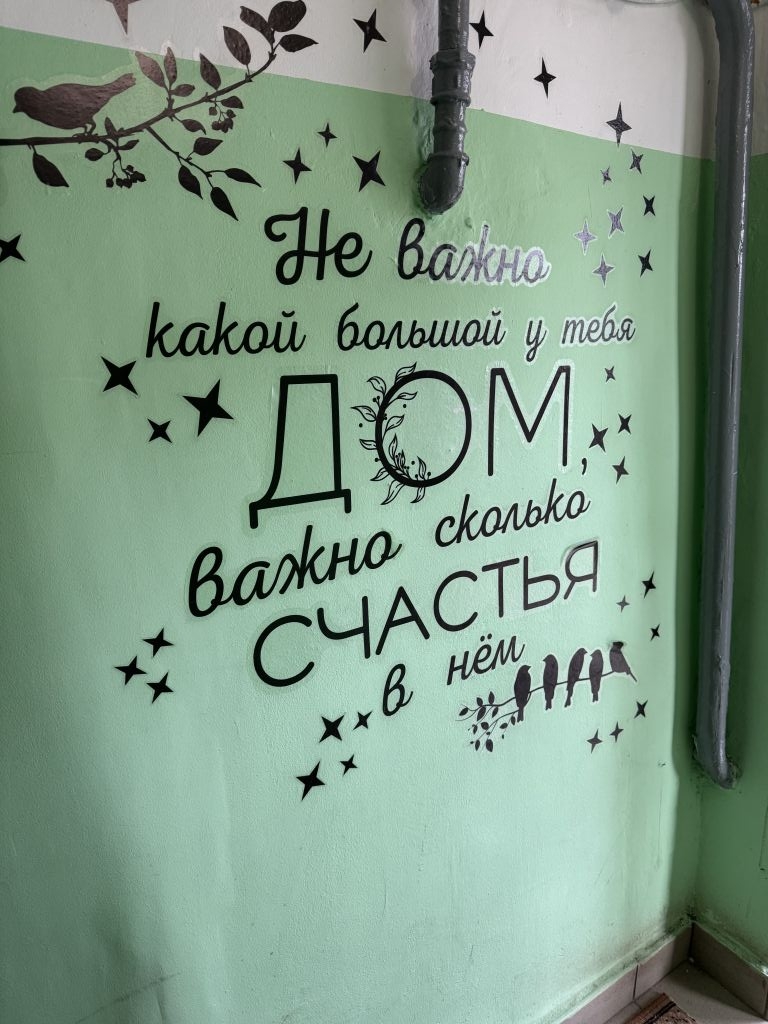 Не важно
какой большой у тебя
ДОМ,
важно сколько
СЧАСТЬЯ
в нём